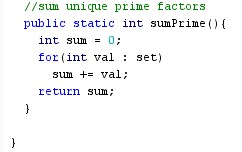 //sum unique prime factors
public static int sumPrime(){
int sum = 0;
for(int val : set)
sum += val;
return sum;
}
}